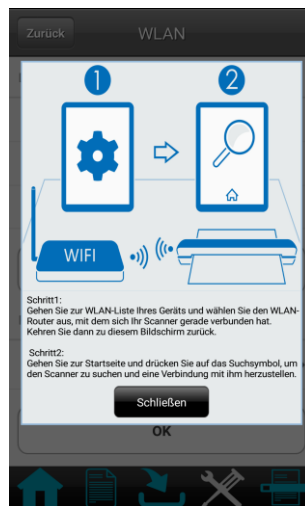 Zurück
WLAN
1
2
WIFI
Schritt1:
Gehen Sie zur WLAN-Liste Ihres Geräts und wählen Sie den WLAN-
Router aus, mit dem sich Ihr Scanner gerade verbunden hat.
Kehren Sie dann zu diesem Bildschirm zurück.
Schritt2:
Gehen Sie zur Startseite und drücken Sie auf das Suchsymbol, um
den Scanner zu suchen und eine Verbindung mit ihm herzustellen.
Schließen
OK